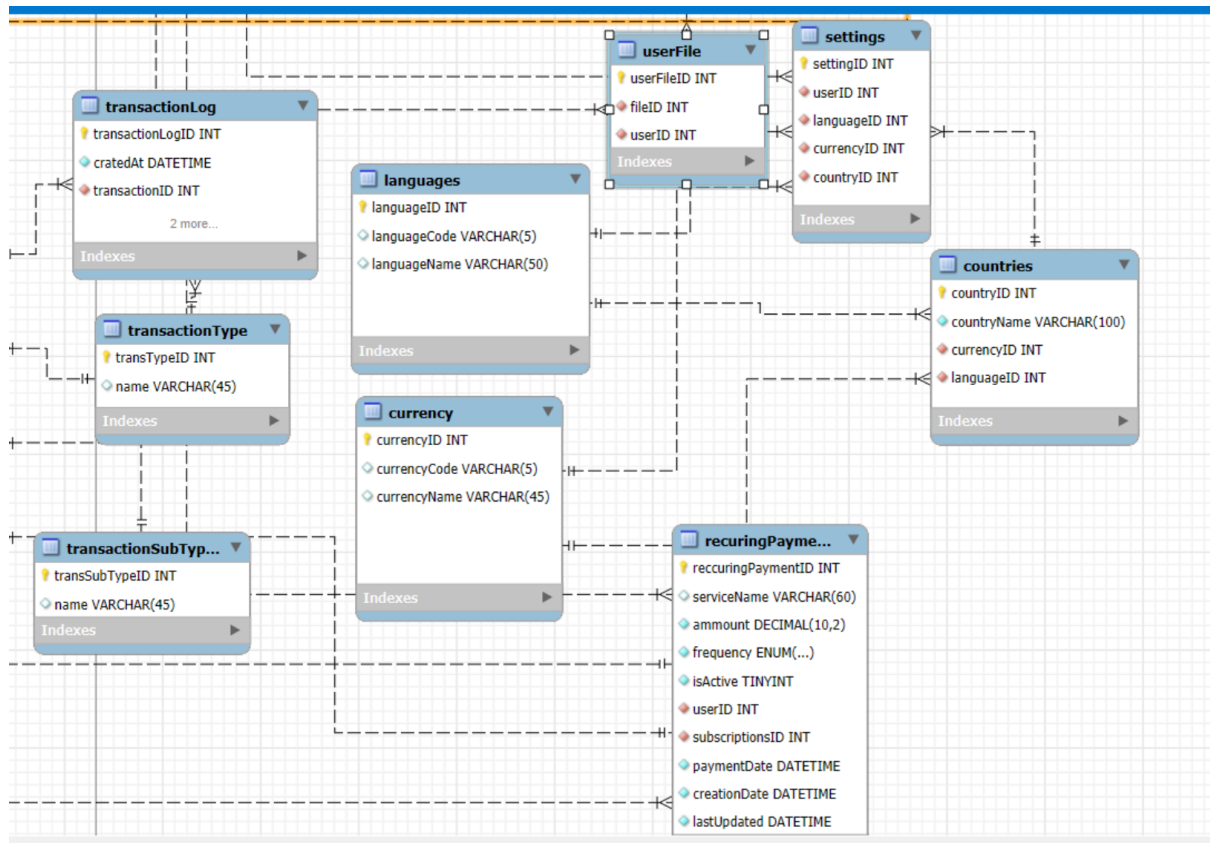 transactionLog
transactionLogID INT
cratedAt DATETIME
transactionID INT
2 more...
Indexes
userFile
userFileID INT
fileID INT
userID INT
Indexes
settings
settingID INT
userID INT
languageID INT
currencyID INT
countryID INT
Indexes
languages
languageID INT
languageCode VARCHAR(5)
languageName VARCHAR(50)
Indexes
countries
countryID INT
countryName VARCHAR(100)
currencyID INT
languageID INT
Indexes
transactionType
transTypeID INT
name VARCHAR(45)
Indexes
currency
currencyID INT
currencyCode VARCHAR(5)
currencyName VARCHAR(45)
Indexes
transactionSubTyp...
transSubTypeID INT
name VARCHAR(45)
Indexes
recuringPayme...
reccuringPaymentID INT
serviceName VARCHAR(60)
ammount DECIMAL(10,2)
frequency ENUM(...)
isActive TINYINT
userID INT
subscriptionsID INT
paymentDate DATETIME
creationDate DATETIME
lastUpdated DATETIME